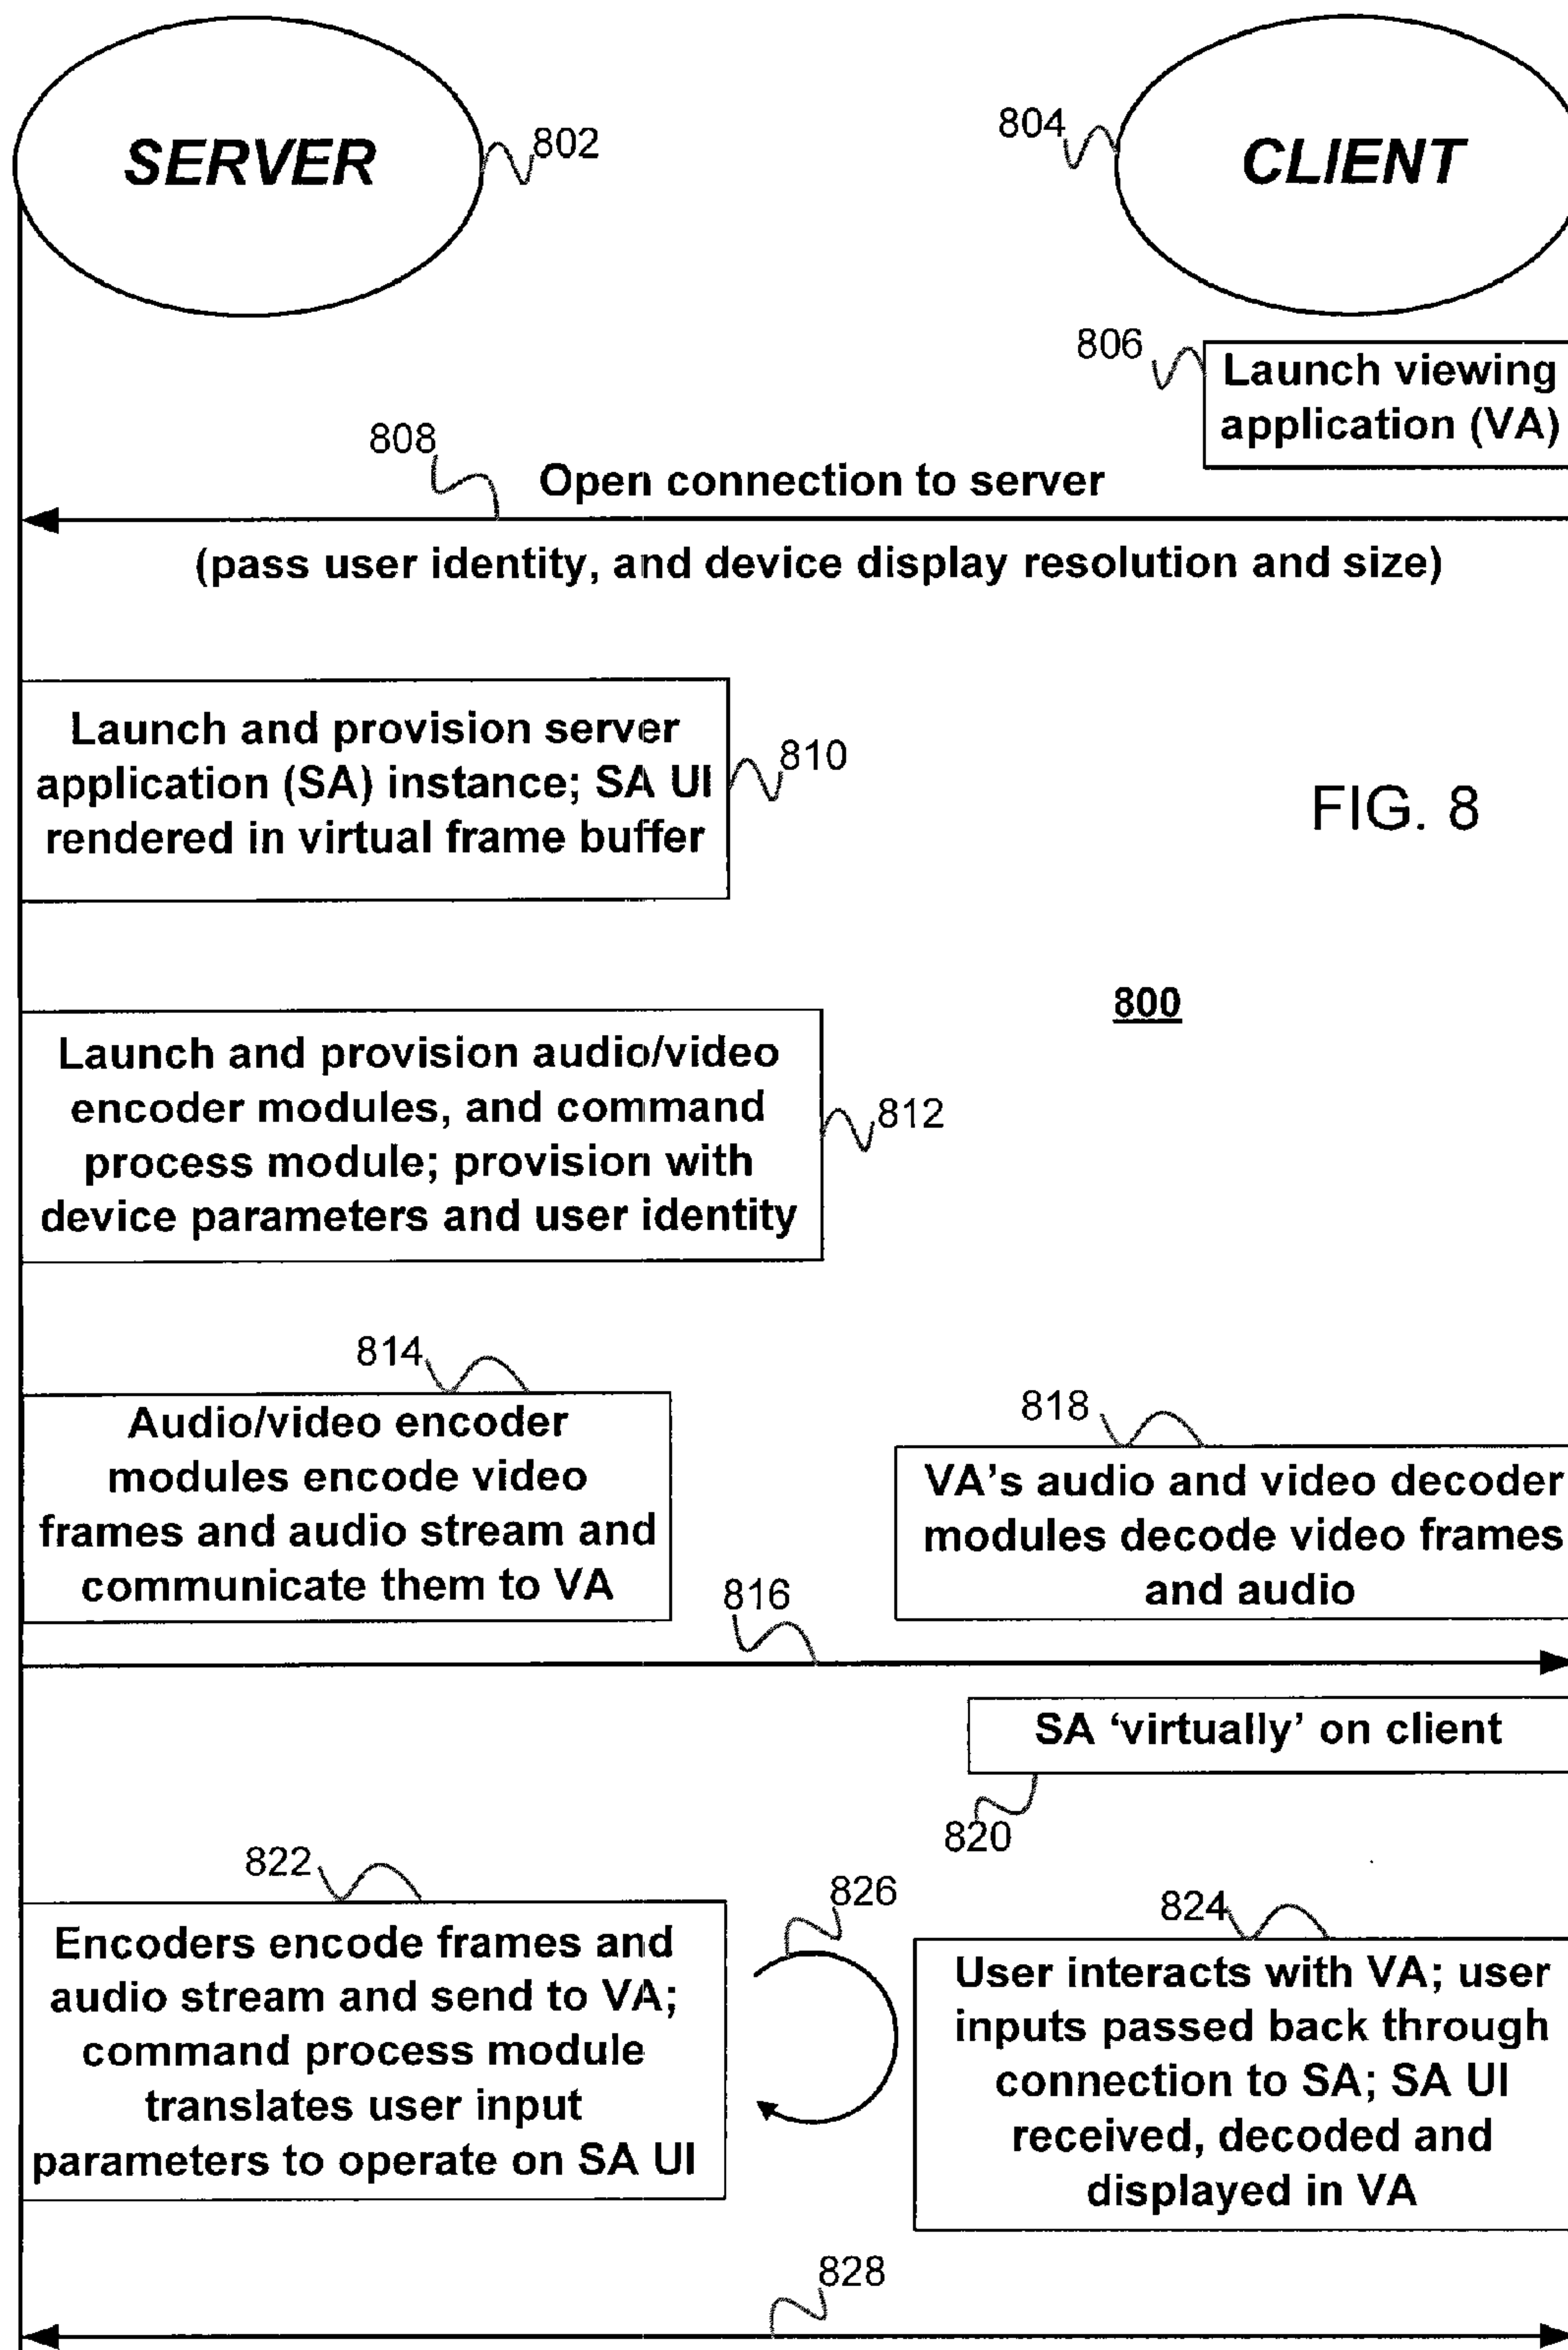 SERVER
802
804
CLIENT
806
Launch viewing
application (VA)
808
Open connection to server
(pass user identity, and device display resolution and size)
Launch and provision server
application (SA) instance; SA UI
rendered in virtual frame buffer
810
FIG. 8
800
Launch and provision audio/video
encoder modules, and command
process module; provision with
device parameters and user identity
812
814
Audio/video encoder
modules encode video
frames and audio stream and
communicate them to VA
816
818
VA's audio and video decoder
modules decode video frames
and audio
SA ‘virtually’ on client
820
822
Encoders encode frames and
audio stream and send to VA;
command process module
translates user input
parameters to operate on SA UI
826
824
User interacts with VA; user
inputs passed back through
connection to SA; SA UI
received, decoded and
displayed in VA
828